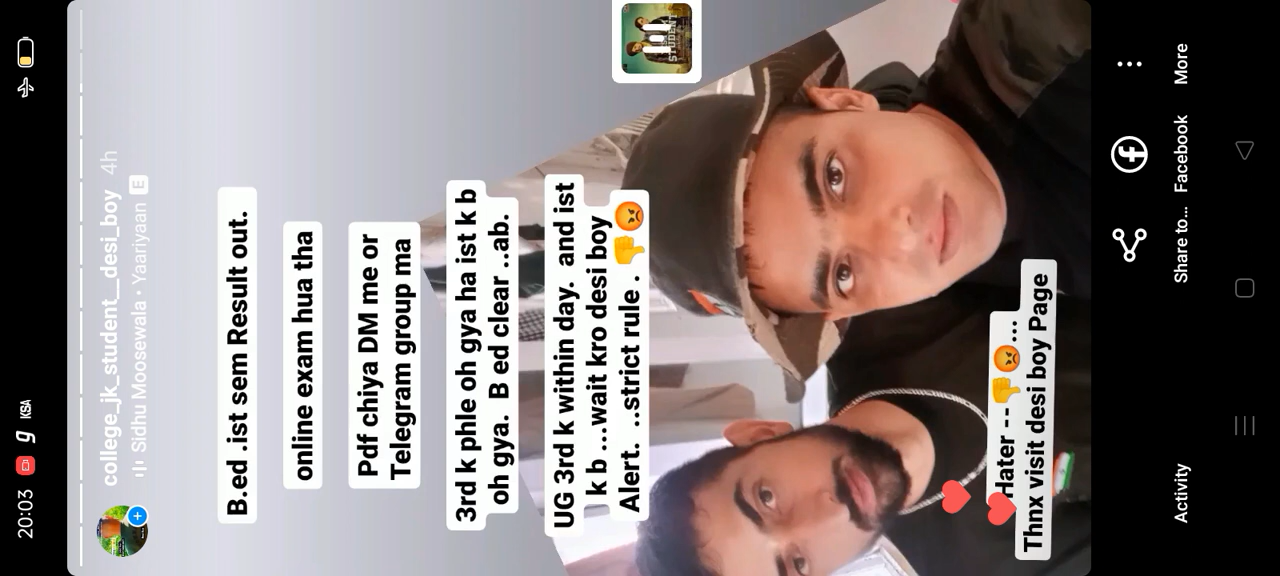 20:03 g KSA
college_jk_student__desi_boy 4h
Sidhu Moosewala • Yaariyaan E
B.ed .ist sem Result out.
online exam hua tha
Pdf chiya DM me or
Telegram group ma
3rd k phle oh gya ha ist k b
oh gya. B ed clear ..ab.
UG 3rd k within day. and ist
k b ...wait kro desi boy
Alert. ..strict rule . 👍😡
STUDENT
❤️Hater --👍😡...
Thnx visit desi boy Page
Activity
Share to...
Facebook
More